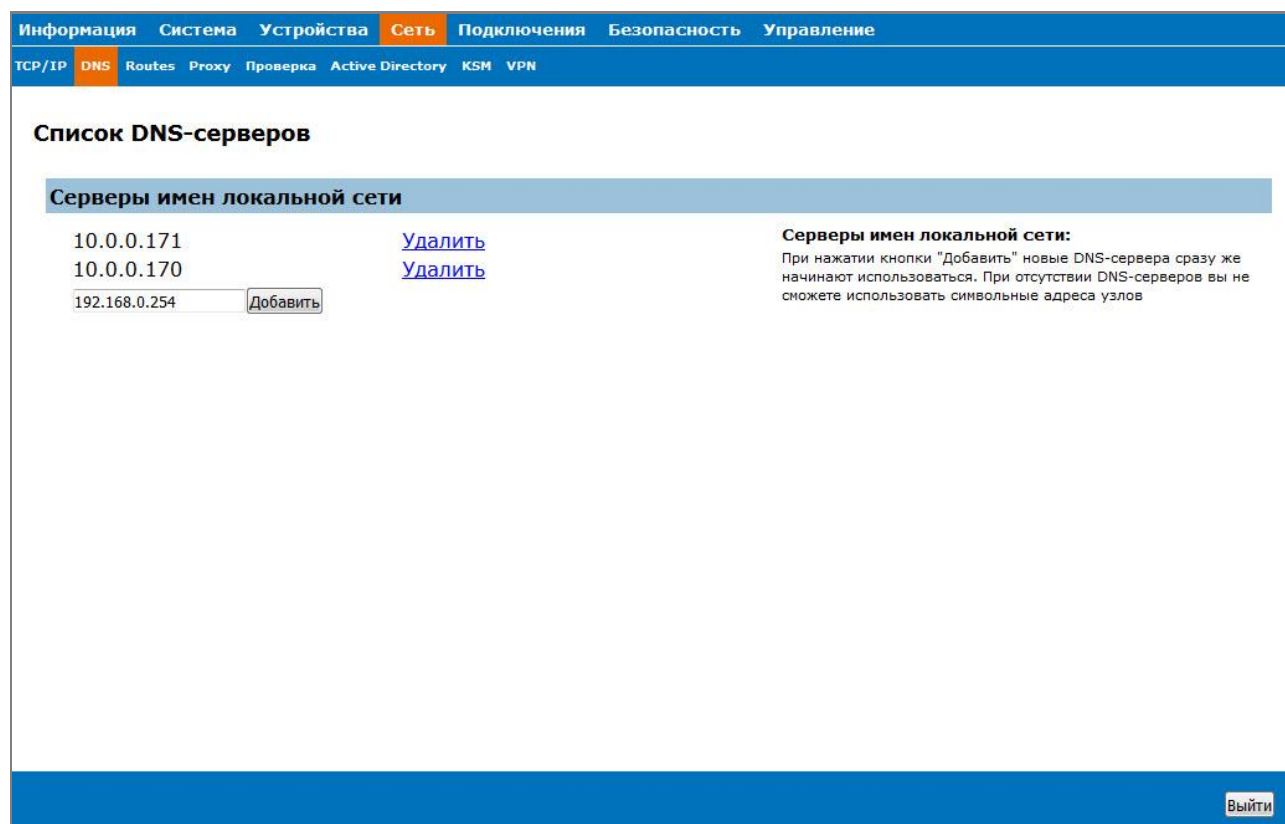 Информация Система Устройства Сеть Подключения Безопасность Управление
TCP/IP DNS Routes Proxy Проверка Active Directory KSM VPN
Список DNS-серверов
Серверы имен локальной сети
10.0.0.171 Удалить
10.0.0.170 Удалить
192.168.0.254 Добавить
Серверы имен локальной сети:
При нажатии кнопки "Добавить" новые DNS-сервера сразу же
начинают использоваться. При отсутствии DNS-серверов вы не
сможете использовать символьные адреса узлов
Выйти